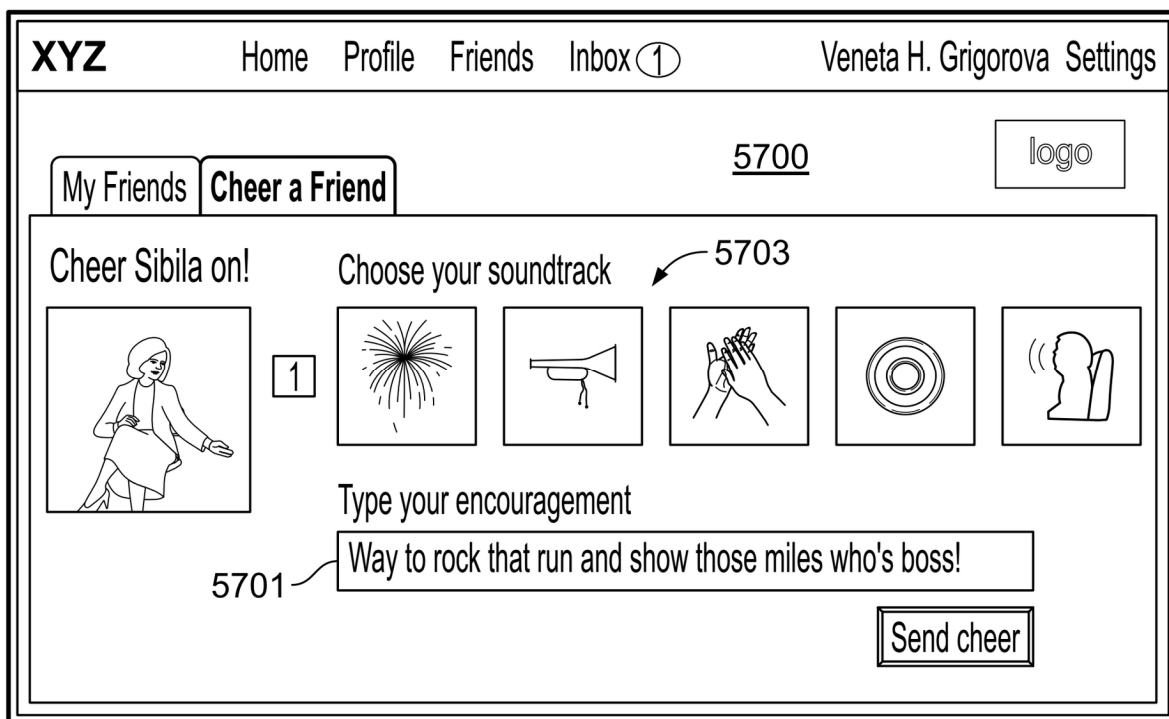 XYZ Home Profile Friends Inbox 1 Veneta H. Grigorova Settings
5700
logo
My Friends Cheer a Friend
Cheer Sibila on!
Choose your soundtrack
5703
1
Type your encouragement
Way to rock that run and show those miles who's boss!
5701
Send cheer